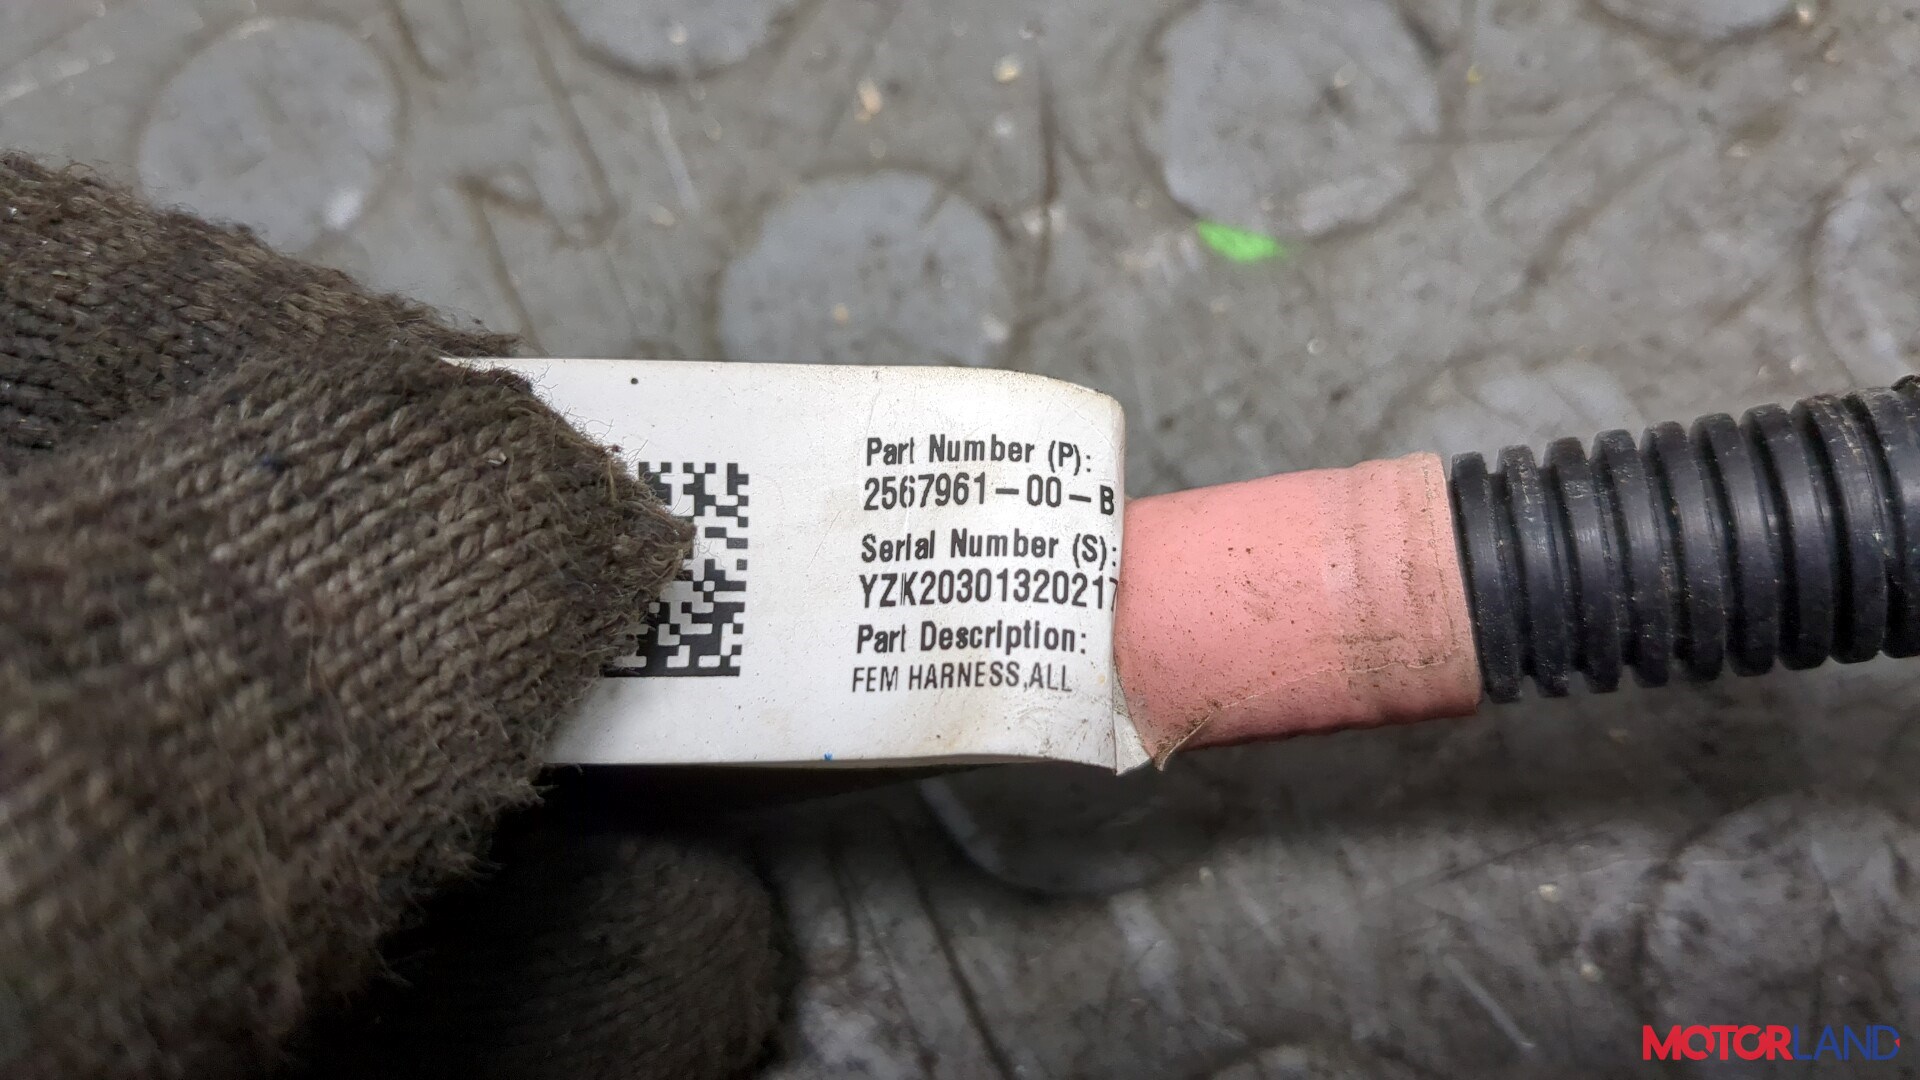 Part Number (P):
2567961-00-B
Serial Number (S):
YZK20301320217
Part Description:
FEM HARNESS,ALL
MOTORLAND